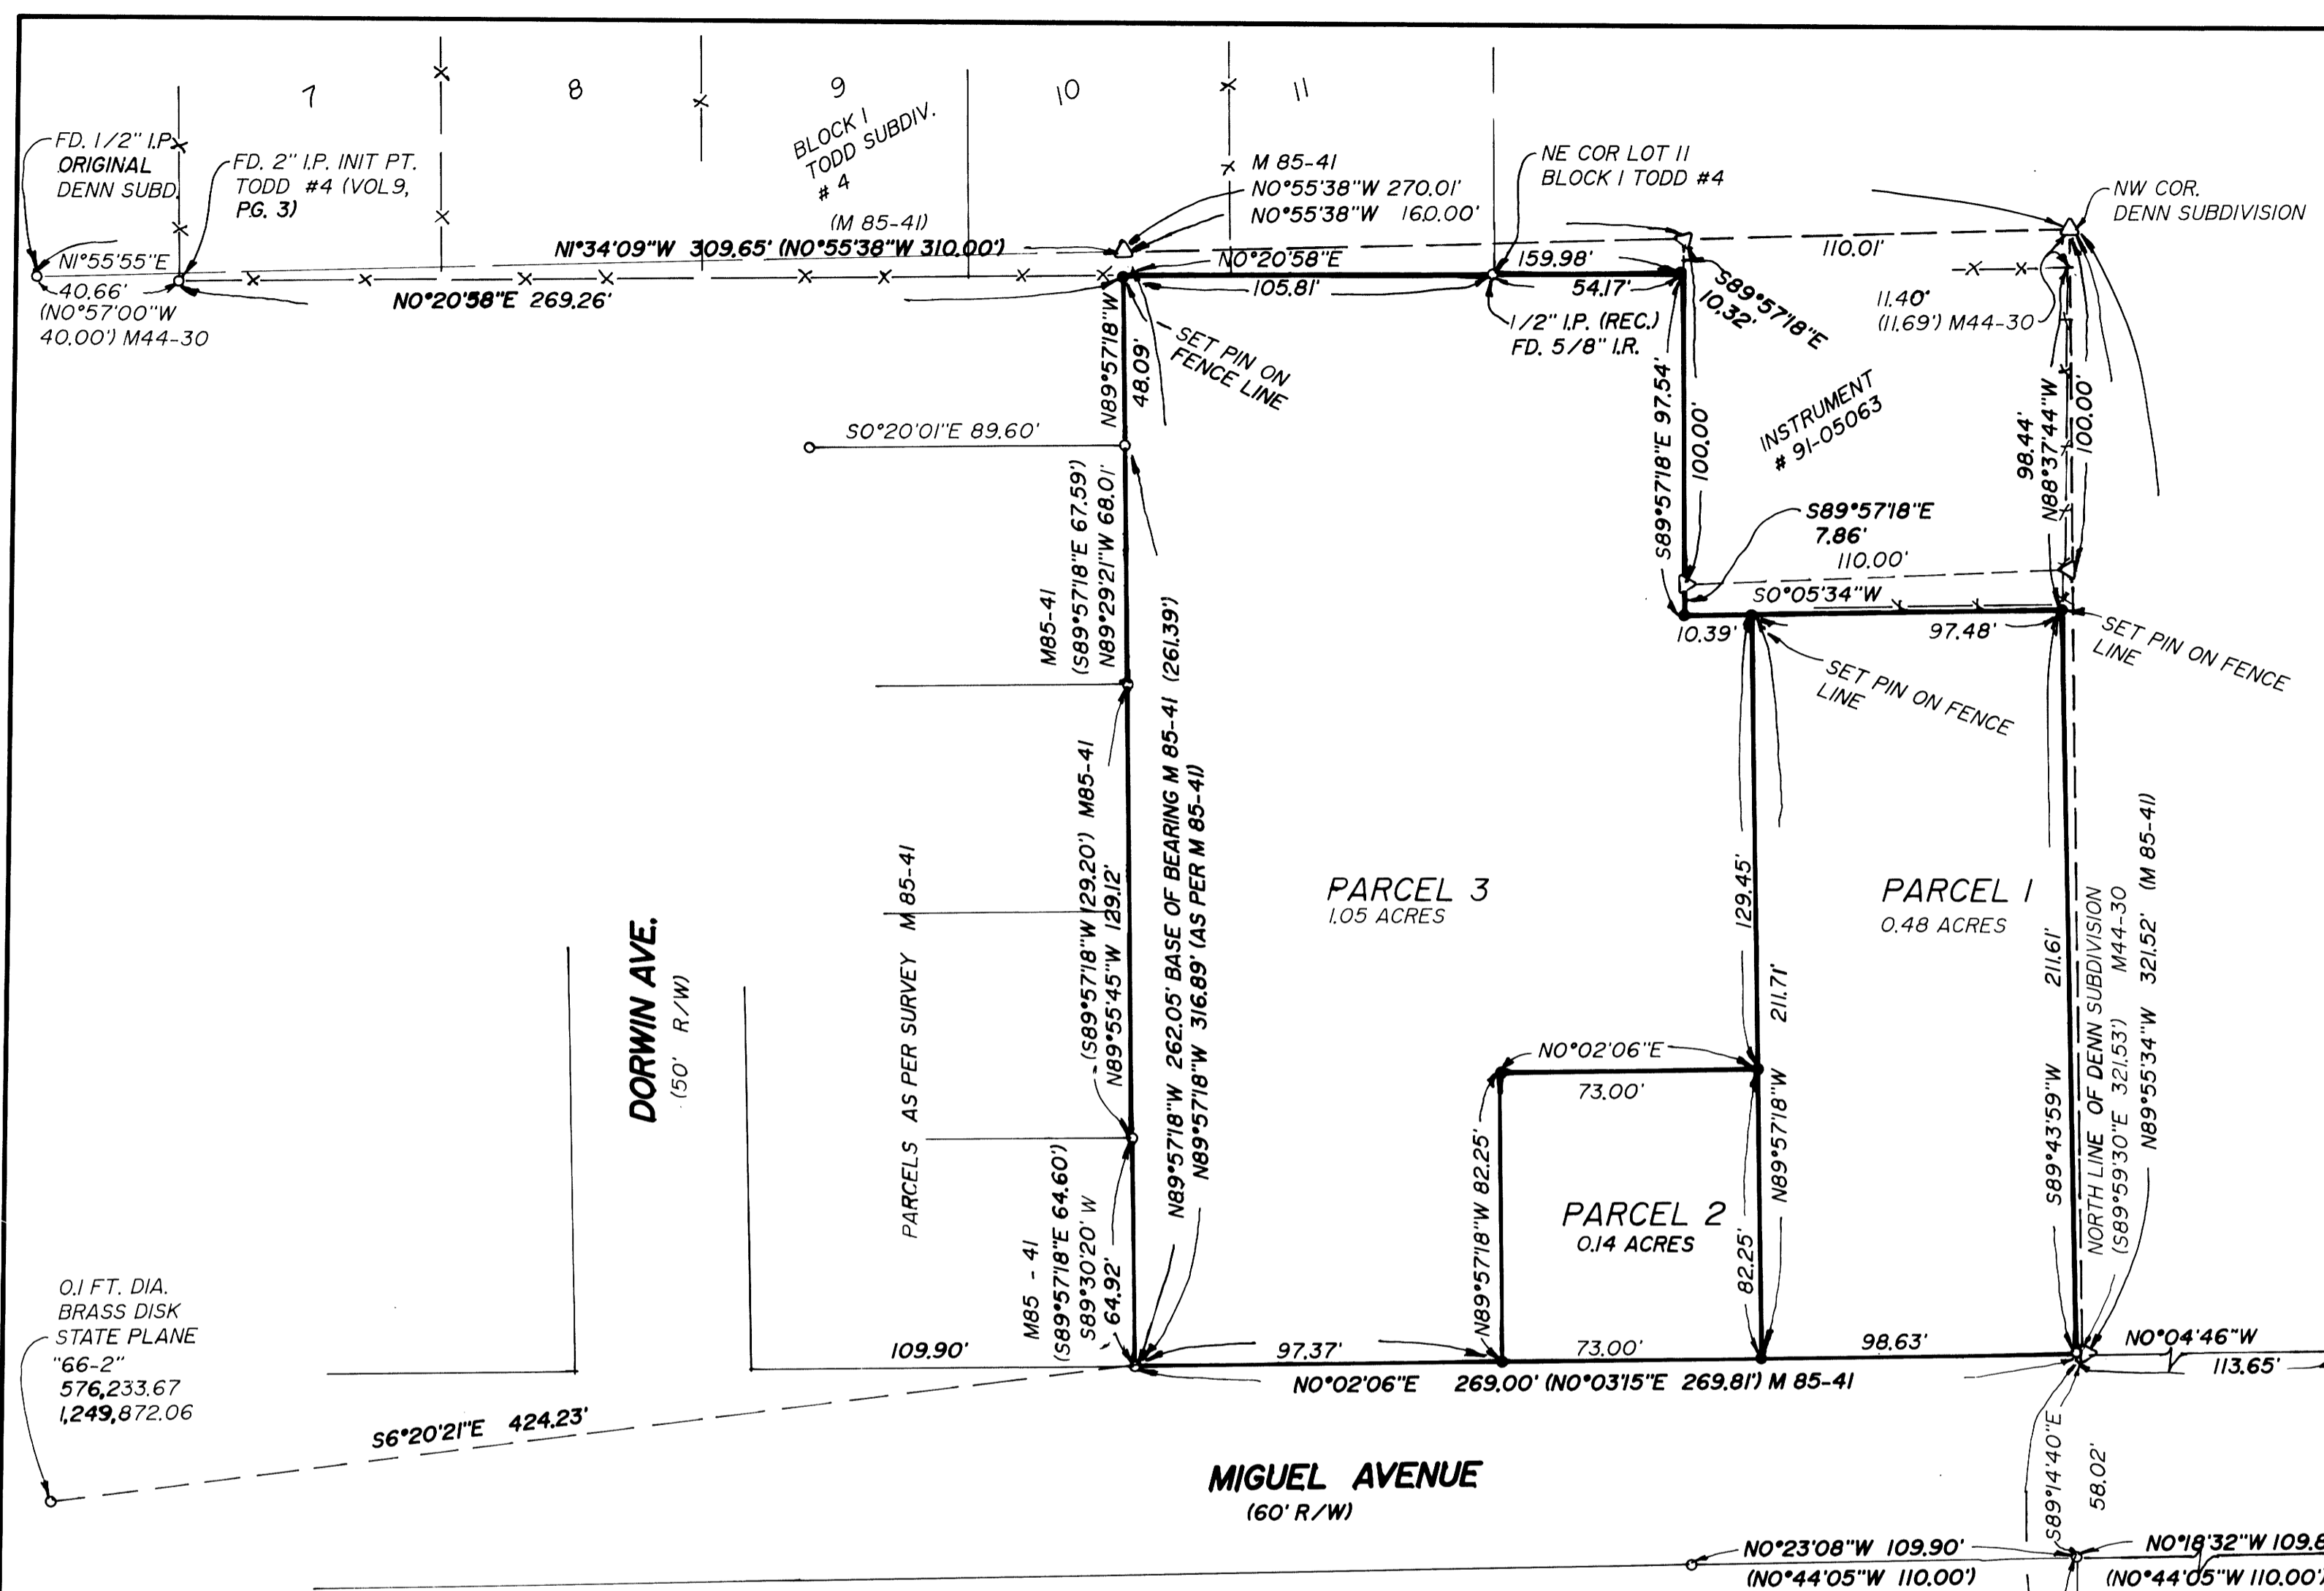 7
8
9
10
11
BLOCK 1
TODD SUBDIV.
# 4
FD. 1/2" I.P.
ORIGINAL
DENN SUBD.
FD. 2" I.P. INIT PT.
TODD #4 (VOL 9,
PG. 3)
M 85-41
N0°55'38"W 270.01'
N0°55'38"W 160.00'
NE COR LOT 11
BLOCK 1 TODD #4
NW COR.
DENN SUBDIVISION
(M 85-41)
N1°34'09"W 309.65' (N0°55'38"W 310.00')
N1°55'55"E
40.66'
(N0°57'00"W
40.00') M44-30
N0°20'58"E 269.26'
N0°20'58"E
159.98'
105.81'
54.17'
110.01'
S89°57'18"E
10.32'
1/2" I.P. (REC.)
FD. 5/8" I.R.
11.40'
(11.69') M44-30
SET PIN ON
FENCE LINE
N89°57'18"W
48.09'
S89°57'18"E 97.54'
100.00'
INSTRUMENT
# 91-05063
98.44'
N88°37'44"W
100.00'
S0°20'01"E 89.60'
S89°57'18"E
7.86'
110.00'
S0°05'34"W
10.39'
97.48'
SET PIN ON FENCE
LINE
SET PIN ON FENCE
LINE
M85-41
(S89°57'18"E 67.59')
N89°29'21"W 68.01'
(S89°57'18"W 129.20') M85-41
N89°55'45"W 129.12'
N89°57'18"W 262.05' BASE OF BEARING M 85-41 (261.39')
N89°57'18"W 316.89' (AS PER M 85-41)
PARCELS AS PER SURVEY M 85-41
DORWIN AVE.
(50' R/W)
PARCEL 3
1.05 ACRES
129.45'
211.71'
N89°57'18"W
PARCEL 1
0.48 ACRES
211.61'
S89°43'59"W
NORTH LINE OF DENN SUBDIVISION
(S89°59'30"E 321.53') M44-30
N89°55'34"W 321.52' (M 85-41)
N0°02'06"E
73.00'
N89°57'18"W 82.25'
PARCEL 2
0.14 ACRES
82.25'
M85 - 41
(S89°57'18"E 64.60')
S89°30'20' W
64.92'
0.1 FT. DIA.
BRASS DISK
STATE PLANE
"66-2"
576,233.67
1,249,872.06
109.90'
97.37'
73.00'
98.63'
N0°04'46"W
113.65'
N0°02'06"E 269.00' (N0°03'15"E 269.81') M 85-41
S6°20'21"E 424.23'
MIGUEL AVENUE
(60' R/W)
S89°14'40"E
58.02'
N0°23'08"W 109.90'
(N0°44'05"W 110.00')
N0°18'32"W 109.8
(N0°44'05"W 110.00')